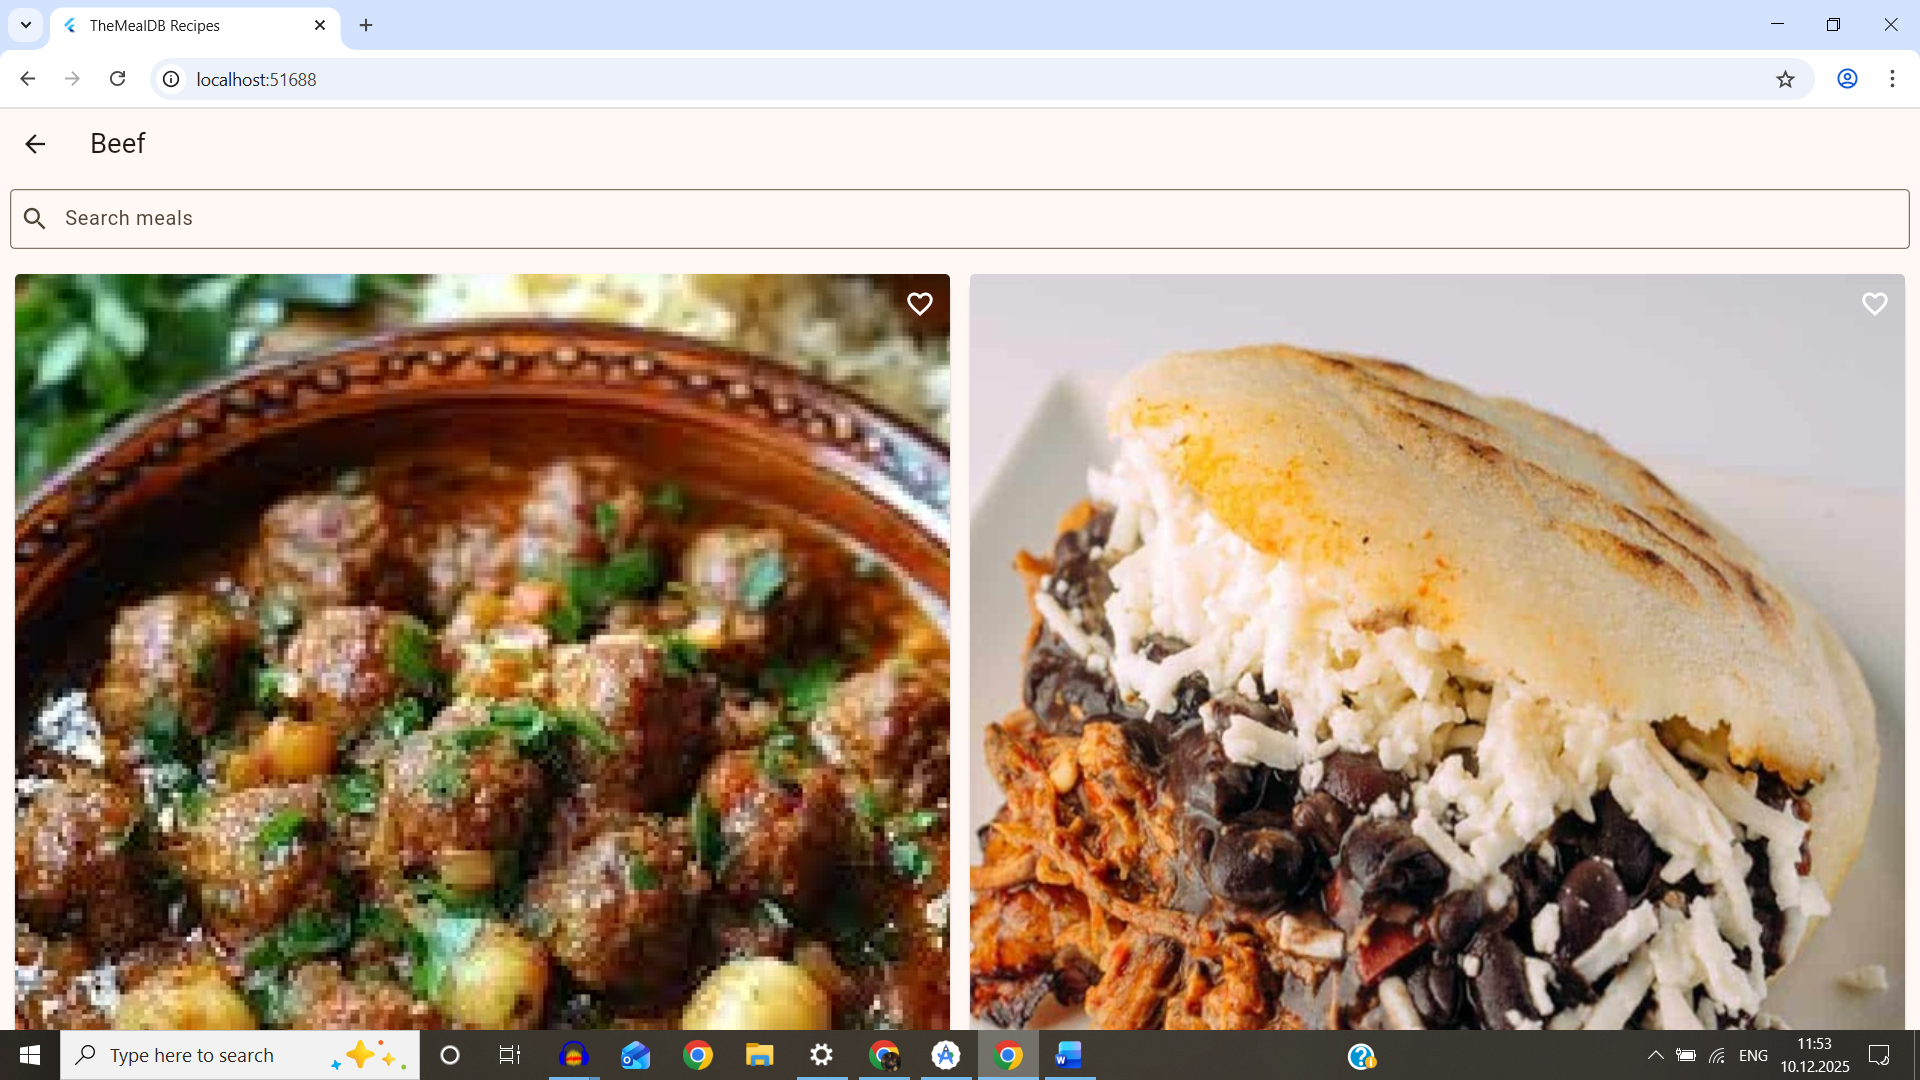 TheMealDB Recipes
localhost:51688
Beef
Search meals
Type here to search
ENG
11:53
10.12.2025